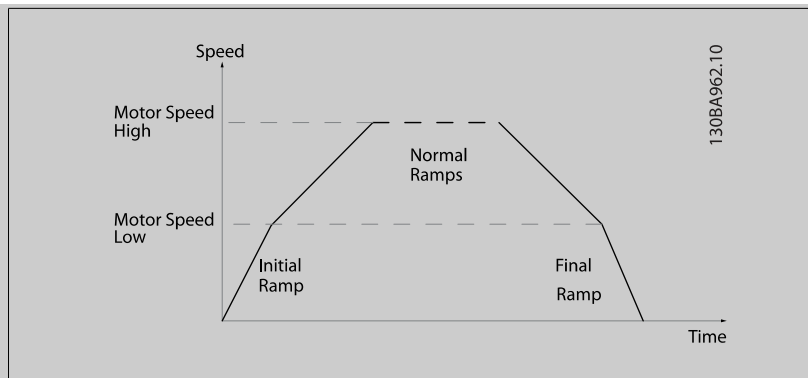 Speed
130BA962.10
Motor Speed
High
Normal
Ramps
Motor Speed
Low
Initial
Ramp
Final
Ramp
Time